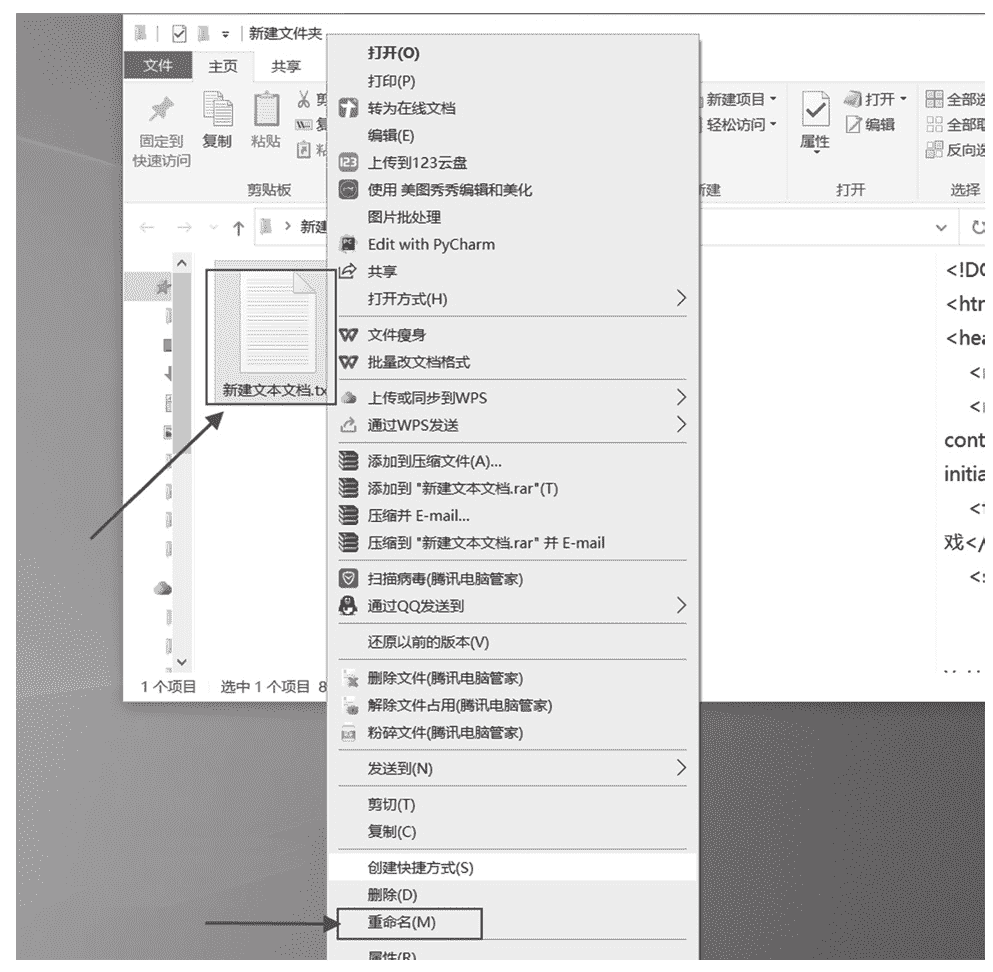 新建文件夹
文件 主页 共享
固定到
快速访问
复制
粘贴
剪贴板
新建项目
轻松访问
属性
打开
编辑
打开
全部
全部
反向
选择
新建文本文档.tx
打开(O)
打印(P)
转为在线文档
编辑(E)
上传到123云盘
使用 美图秀秀编辑和美化
图片批处理
Edit with PyCharm
共享
打开方式(H)
文件瘦身
批量改文档格式
上传或同步到WPS
通过WPS发送
添加到压缩文件(A)...
添加到 "新建文本文档.rar"(T)
压缩并 E-mail...
压缩到 "新建文本文档.rar" 并 E-mail
扫描病毒(腾讯电脑管家)
通过QQ发送到
还原以前的版本(V)
删除文件(腾讯电脑管家)
解除文件占用(腾讯电脑管家)
粉碎文件(腾讯电脑管家)
发送到(N)
剪切(T)
复制(C)
创建快捷方式(S)
删除(D)
重命名(M)
属性(R)
<!DO
<htr
<hea
cont
initia
戏</
1 个项目 选中 1 个项目 8